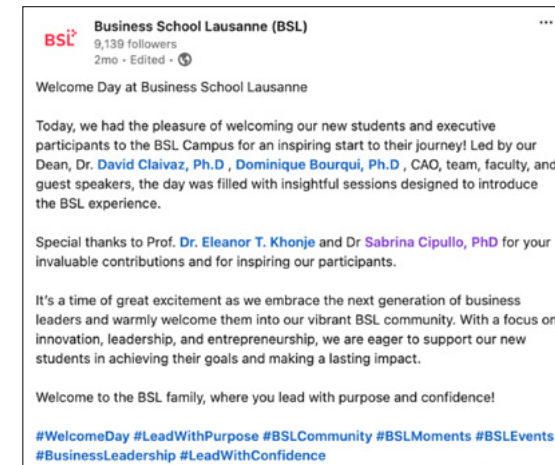 BSL
Business School Lausanne (BSL)
...
9,139 followers
2mo • Edited •
Welcome Day at Business School Lausanne
Today, we had the pleasure of welcoming our new students and executive
participants to the BSL Campus for an inspiring start to their journey! Led by our
Dean, Dr. David Claivaz, Ph.D , Dominique Bourqui, Ph.D , CAO, team, faculty, and
guest speakers, the day was filled with insightful sessions designed to introduce
the BSL experience.
Special thanks to Prof. Dr. Eleanor T. Khonje and Dr Sabrina Cipullo, PhD for your
invaluable contributions and for inspiring our participants.
It's a time of great excitement as we embrace the next generation of business
leaders and warmly welcome them into our vibrant BSL community. With a focus on
innovation, leadership, and entrepreneurship, we are eager to support our new
students in achieving their goals and making a lasting impact.
Welcome to the BSL family, where you lead with purpose and confidence!
#WelcomeDay #LeadWithPurpose #BSLCommunity #BSLMoments #BSLEvents
#BusinessLeadership #LeadWithConfidence